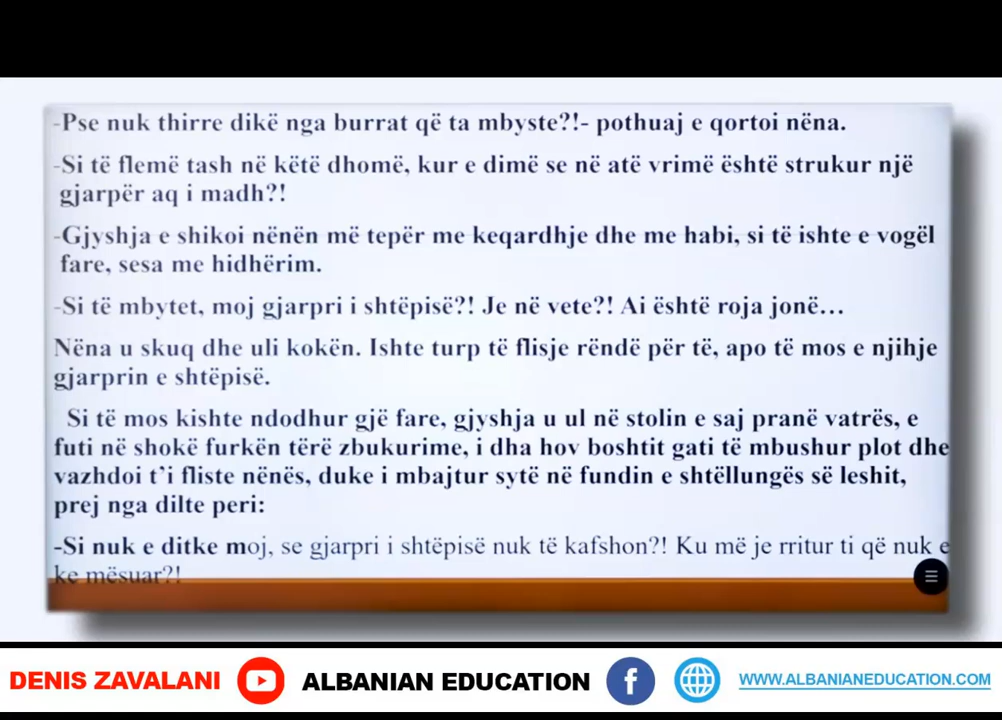 -Pse nuk thirre dikë nga burrat që ta mbyste?!- pothuaj e qortoi nëna.
-Si të flemë tash në këtë dhomë, kur e dimë se në atë vrimë është strukur një
gjarpër aq i madh?!
-Gjyshja e shikoi nënën më tepër me keqardhje dhe me habi, si të ishte e vogël
fare, sesa me hidhërim.
-Si të mbytet, moj gjarpri i shtëpisë?! Je në vete?! Ai është roja jonë...
Nëna u skuq dhe uli kokën. Ishte turp të flisje rëndë për të, apo të mos e njihje
gjarprin e shtëpisë.
Si të mos kishte ndodhur gjë fare, gjyshja u ul në stolin e saj pranë vatrës, e
futi në shokë furkën tërë zbukurime, i dha hov boshtit gati të mbushur plot dhe
vazhdoi t'i fliste nënës, duke i mbajtur sytë në fundin e shtëllungës së leshit,
prej nga dilte peri:
-Si nuk e ditke moj, se gjarpri i shtëpisë nuk të kafshon?! Ku më je rritur ti që nuk e
ke mësuar?!
DENIS ZAVALANI ALBANIAN EDUCATION f WWW.ALBANIANEDUCATION.COM